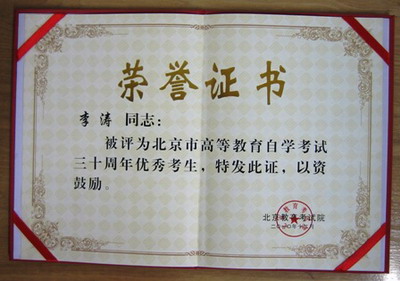 荣誉证书
李涛 同志：
被评为北京市高等教育自学考试
三十周年优秀考生，特发此证，以资
鼓励。
北京教育考试院